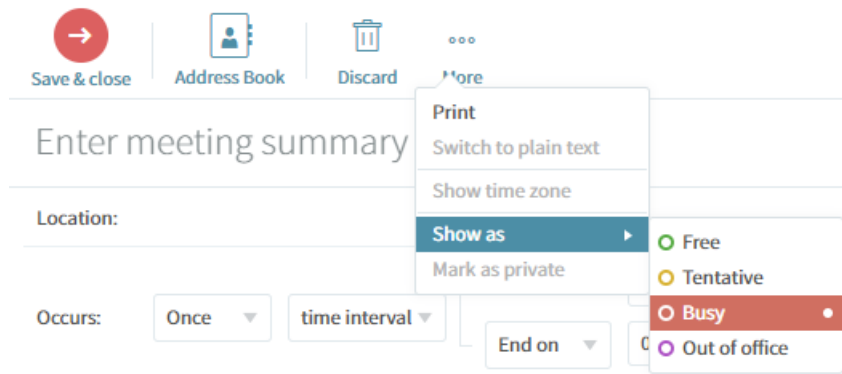 Save & close
Address Book
Discard
More
Print
Enter meeting summary
Switch to plain text
Show time zone
Location:
Show as
Free
Mark as private
Tentative
Occurs:
Once
time interval
Busy
End on
Out of office